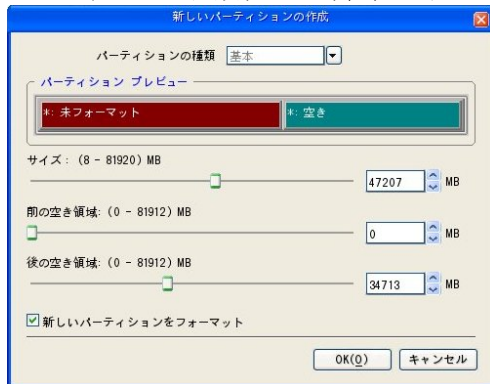 新しいパーティションの作成
パーティションの種類 基本
パーティション プレビュー
*: 未フォーマット *: 空き
サイズ: (8 - 81920) MB
47207 MB
前の空き領域: (0 - 81912) MB
0 MB
後の空き領域: (0 - 81912) MB
34713 MB
新しいパーティションをフォーマット
OK(O) キャンセル